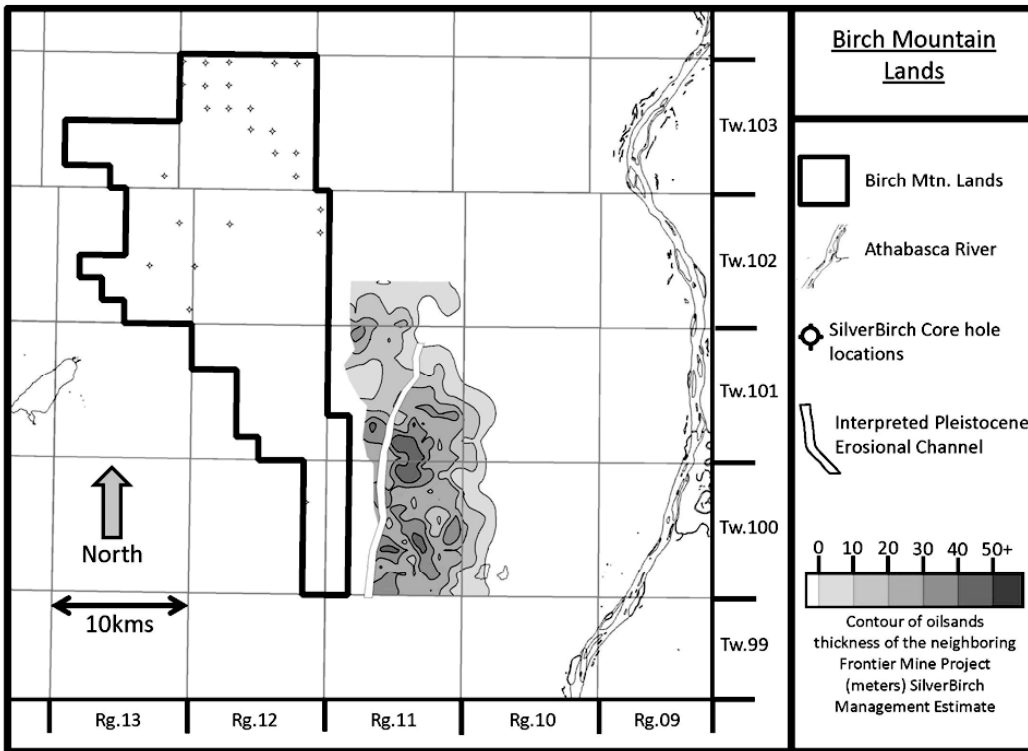 Birch Mountain
Lands
Tw.103
Birch Mtn. Lands
Tw.102
Athabasca River
SilverBirch Core hole
locations
Tw.101
Interpreted Pleistocene
Erosional Channel
Tw.100
North
0 10 20 30 40 50+
10kms
Contour of oilsands
thickness of the neighboring
Frontier Mine Project
(meters) SilverBirch
Management Estimate
Tw.99
Rg.13 Rg.12 Rg.11 Rg.10 Rg.09